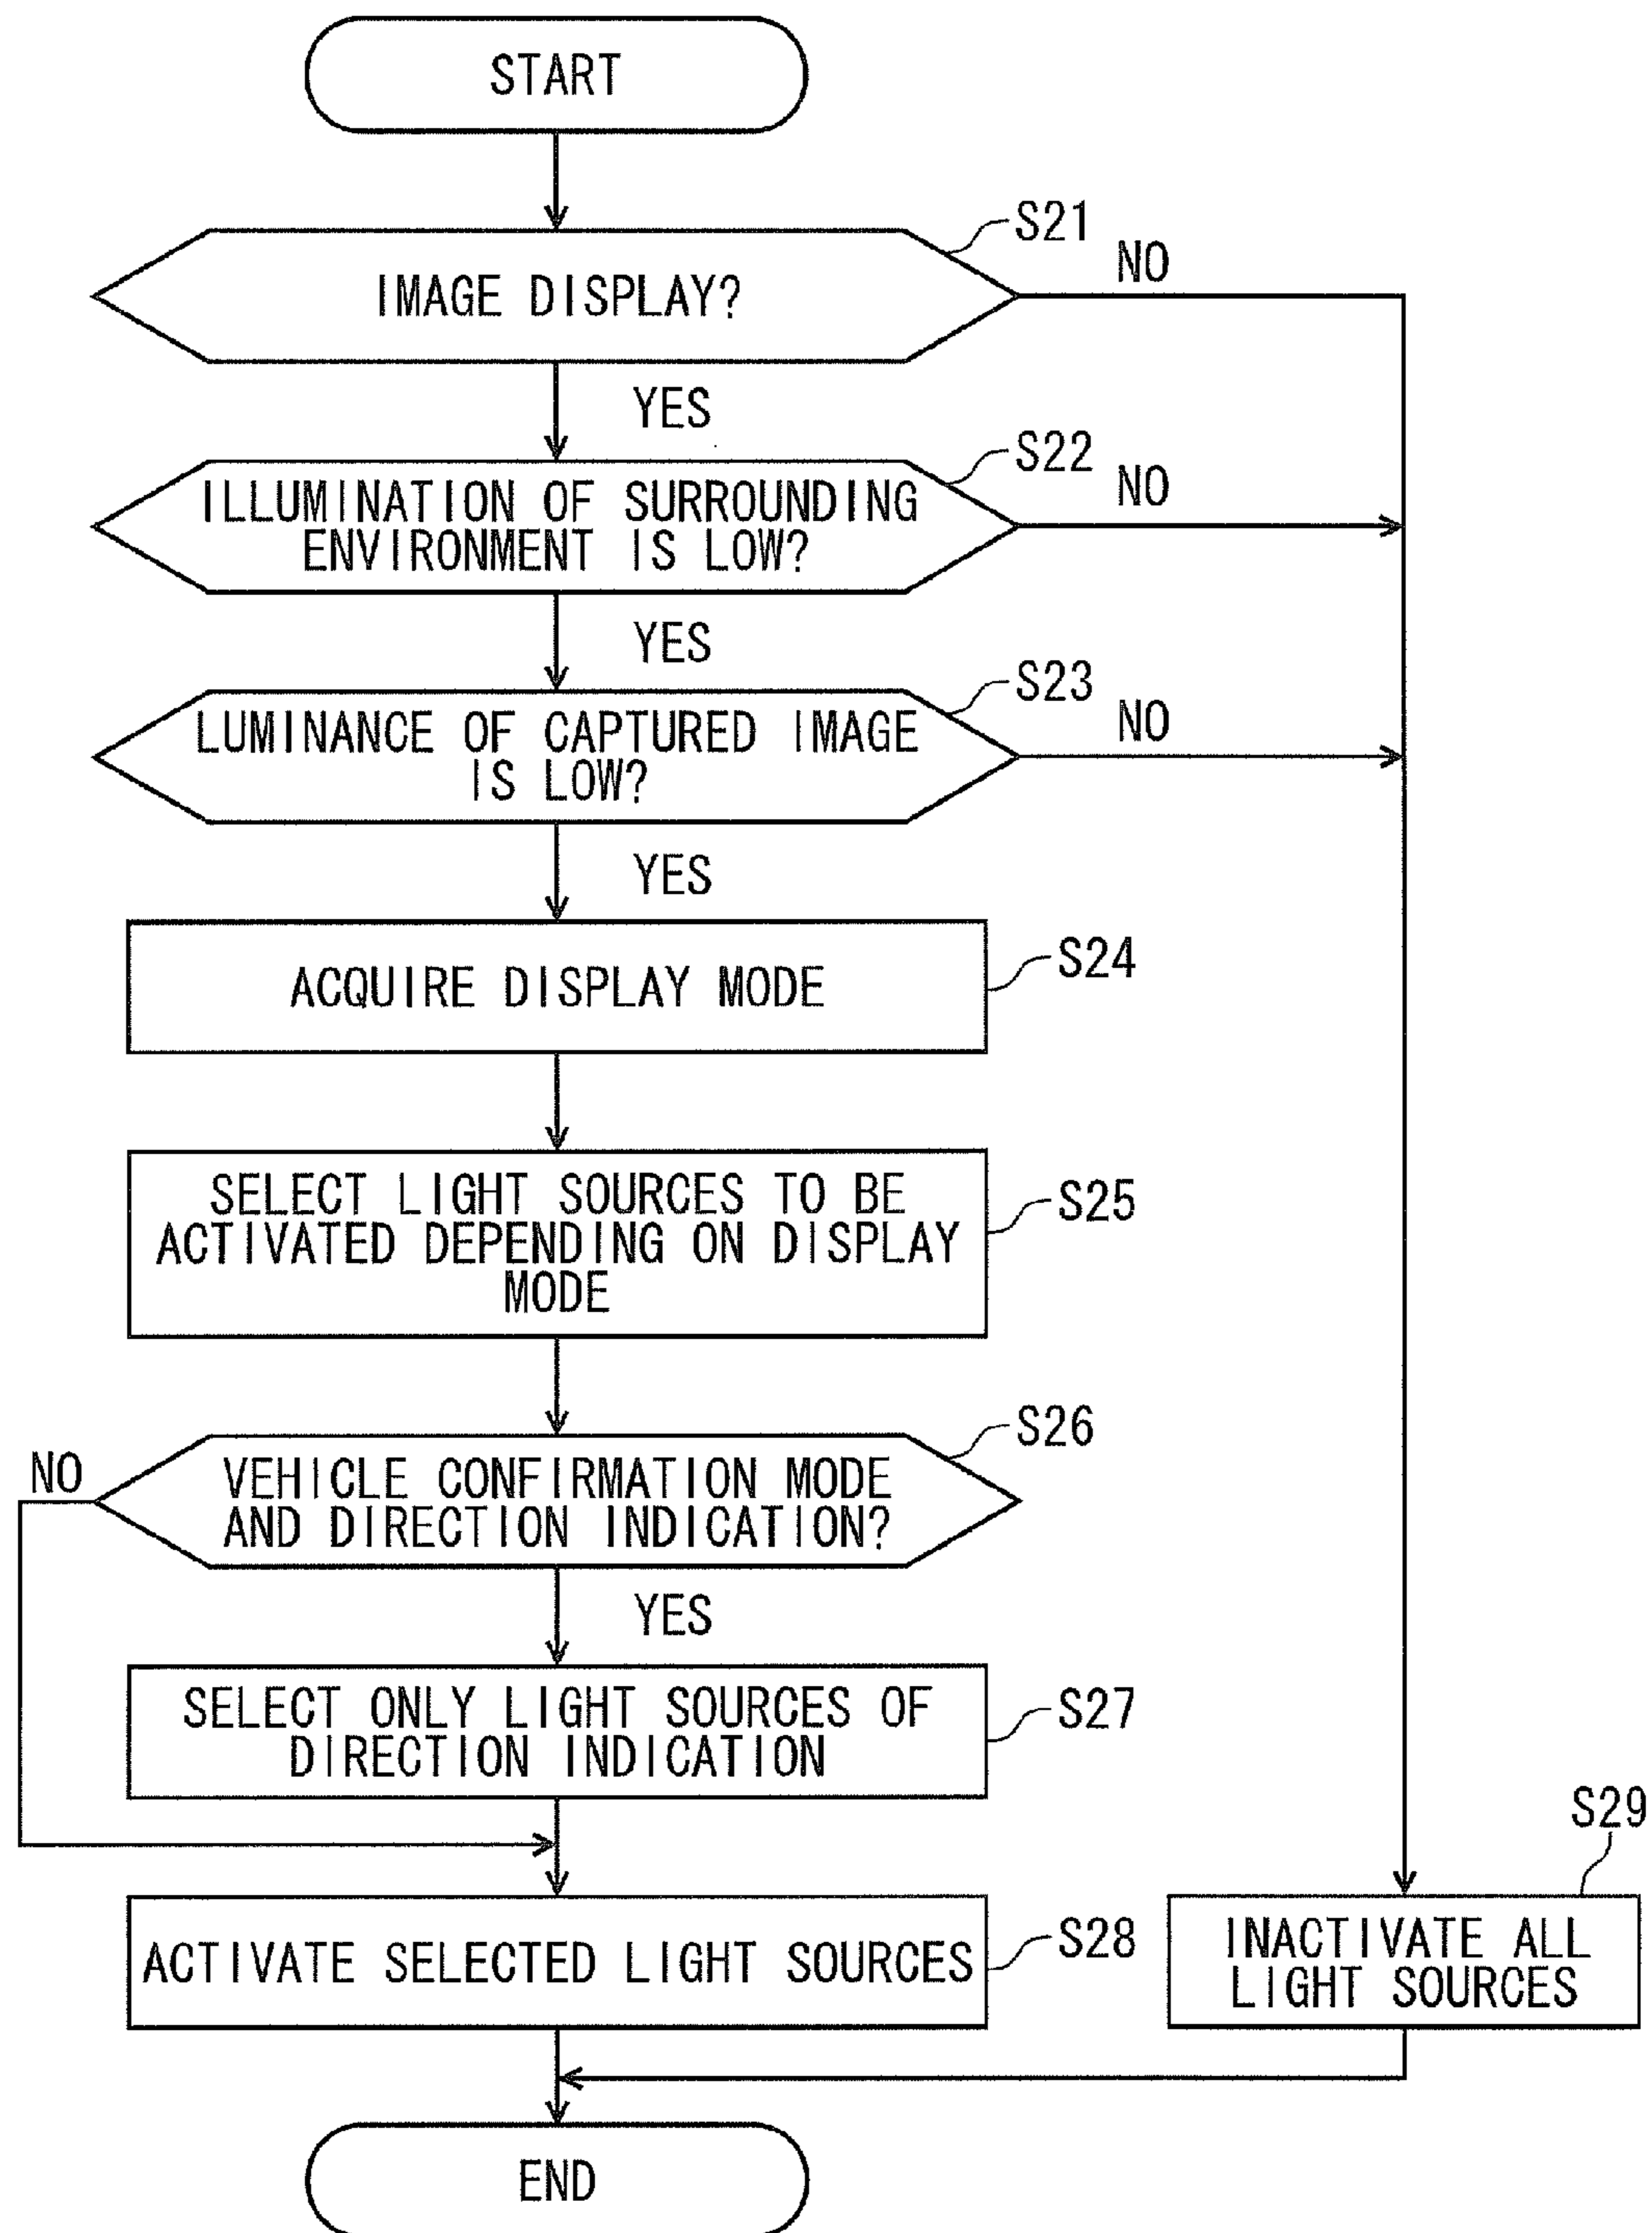 START
S21
IMAGE DISPLAY?
NO
YES
S22
ILLUMINATION OF SURROUNDING
ENVIRONMENT IS LOW?
NO
YES
S23
LUMINANCE OF CAPTURED IMAGE
IS LOW?
NO
YES
ACQUIRE DISPLAY MODE
S24
SELECT LIGHT SOURCES TO BE
ACTIVATED DEPENDING ON DISPLAY
MODE
S25
S26
NO
VEHICLE CONFIRMATION MODE
AND DIRECTION INDICATION?
YES
SELECT ONLY LIGHT SOURCES OF
DIRECTION INDICATION
S27
S29
ACTIVATE SELECTED LIGHT SOURCES
S28
INACTIVATE ALL
LIGHT SOURCES
END